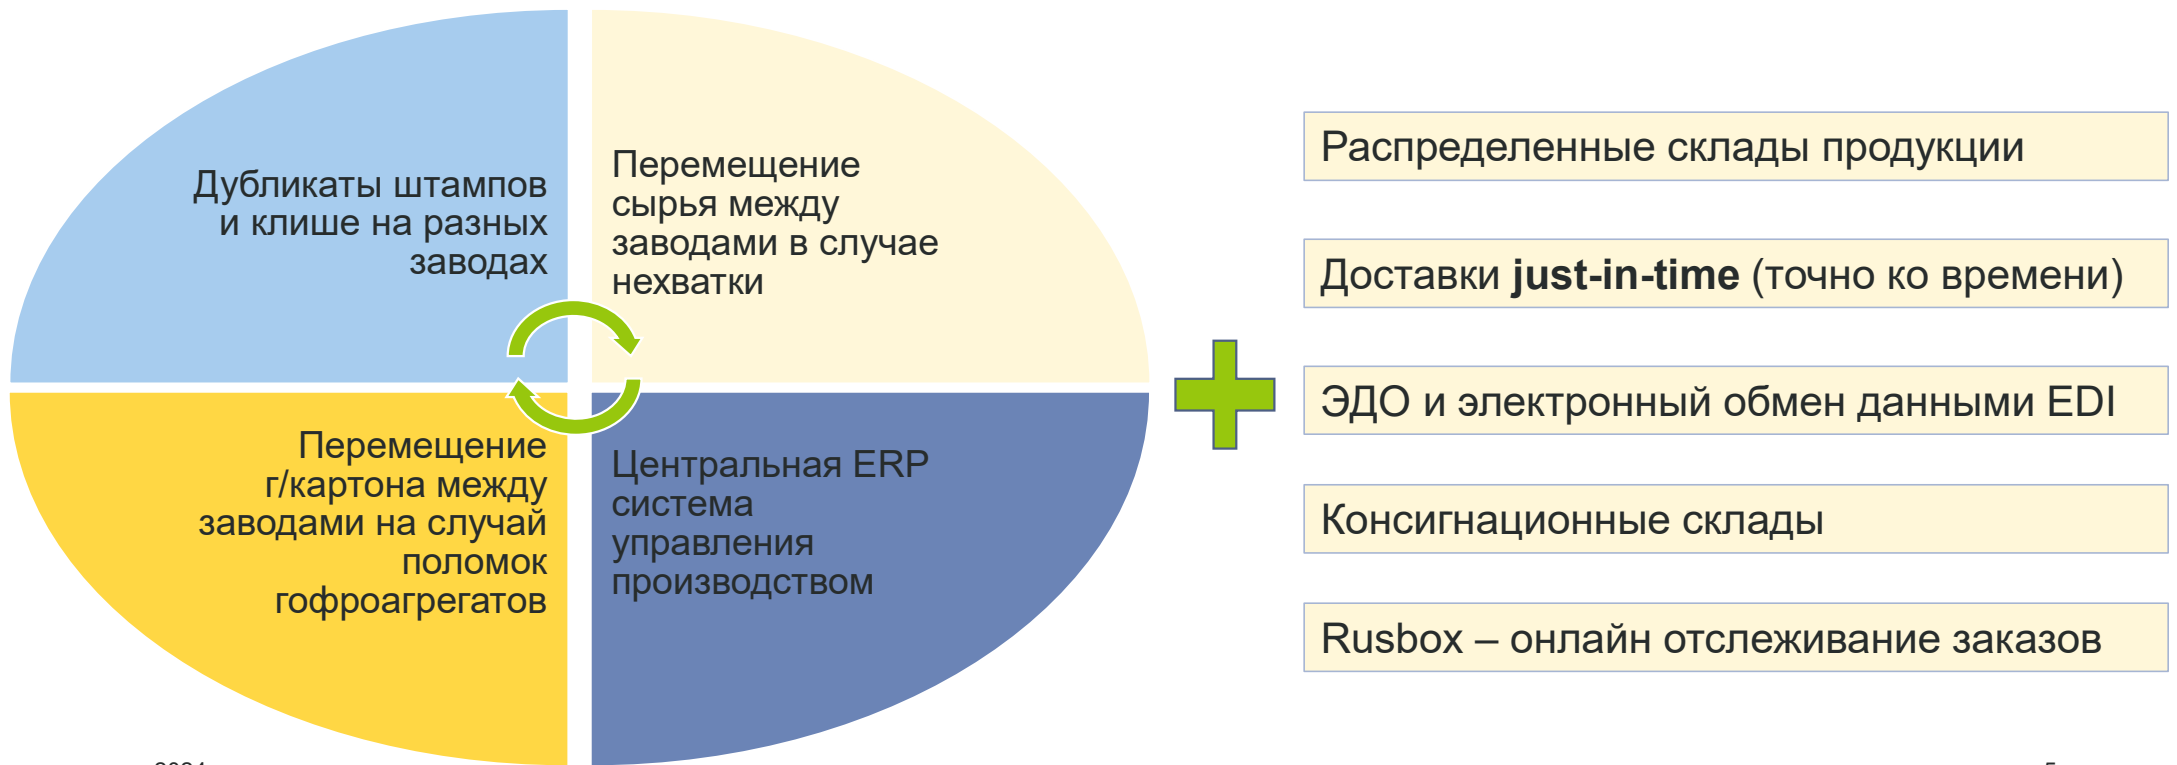 Дубликаты штампов
и клише на разных
заводах
Перемещение
сырья между
заводами в случае
нехватки
Перемещение
г/картона между
заводами на случай
поломок
гофроагрегатов
Центральная ERP
система
управления
производством
Распределенные склады продукции
Доставки just-in-time (точно ко времени)
ЭДО и электронный обмен данными EDI
Консигнационные склады
Rusbox – онлайн отслеживание заказов